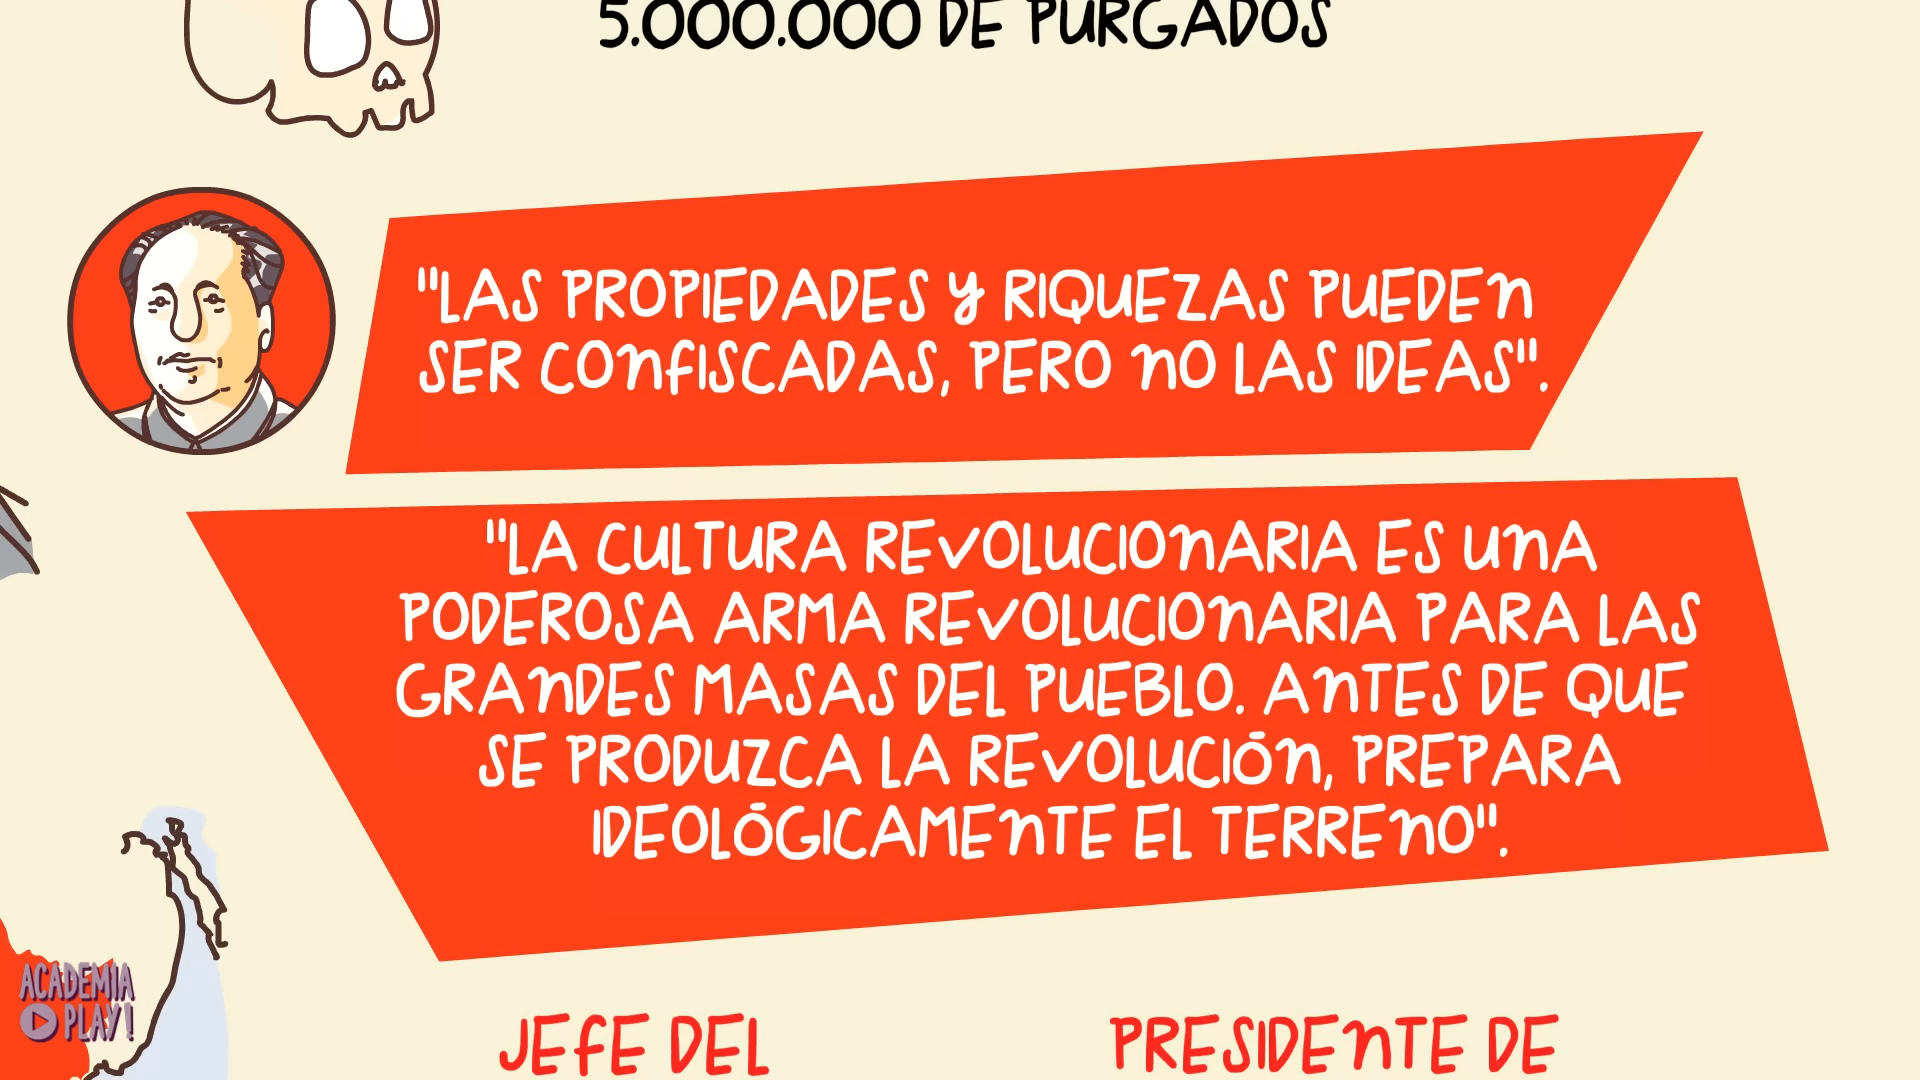 5.000.000 DE PURGADOS
"LAS PROPIEDADES Y RIQUEZAS PUEDEN
SER CONFISCADAS, PERO NO LAS IDEAS".
"LA CULTURA REVOLUCIONARIA ES UNA
PODEROSA ARMA REVOLUCIONARIA PARA LAS
GRANDES MASAS DEL PUEBLO. ANTES DE QUE
SE PRODUZCA LA REVOLUCIÓN, PREPARA
IDEOLÓGICAMENTE EL TERRENO".
ACADEMIA
PLAY!
JEFE DEL
PRESIDENTE DE